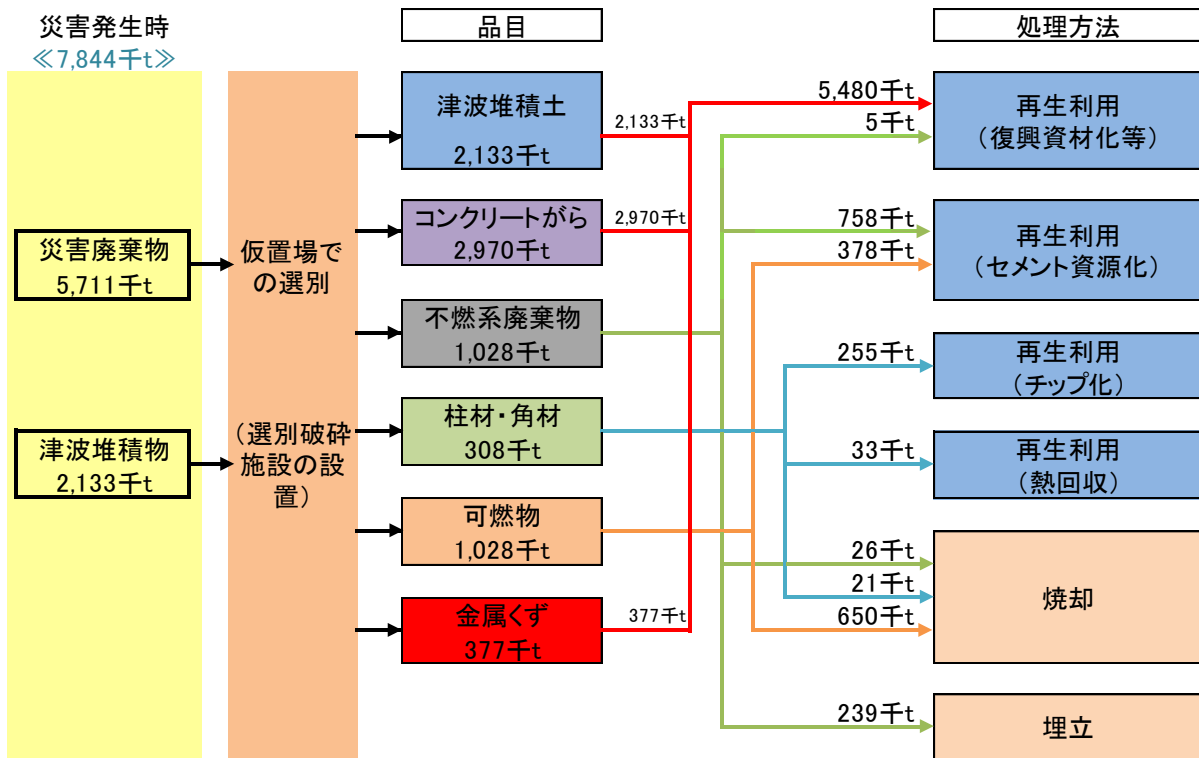 災害発生時
≪7,844千t≫
品目
処理方法
災害廃棄物
5,711千t
津波堆積物
2,133千t
仮置場で
の選別
(選別破砕
施設の設
置)
津波堆積土
2,133千t
コンクリートがら
2,970千t
不燃系廃棄物
1,028千t
柱材・角材
308千t
可燃物
1,028千t
金属くず
377千t
2,133千t
2,970千t
377千t
5,480千t
5千t
758千t
378千t
255千t
33千t
26千t
21千t
650千t
239千t
再生利用
(復興資材化等)
再生利用
(セメント資源化)
再生利用
(チップ化)
再生利用
(熱回収)
焼却
埋立